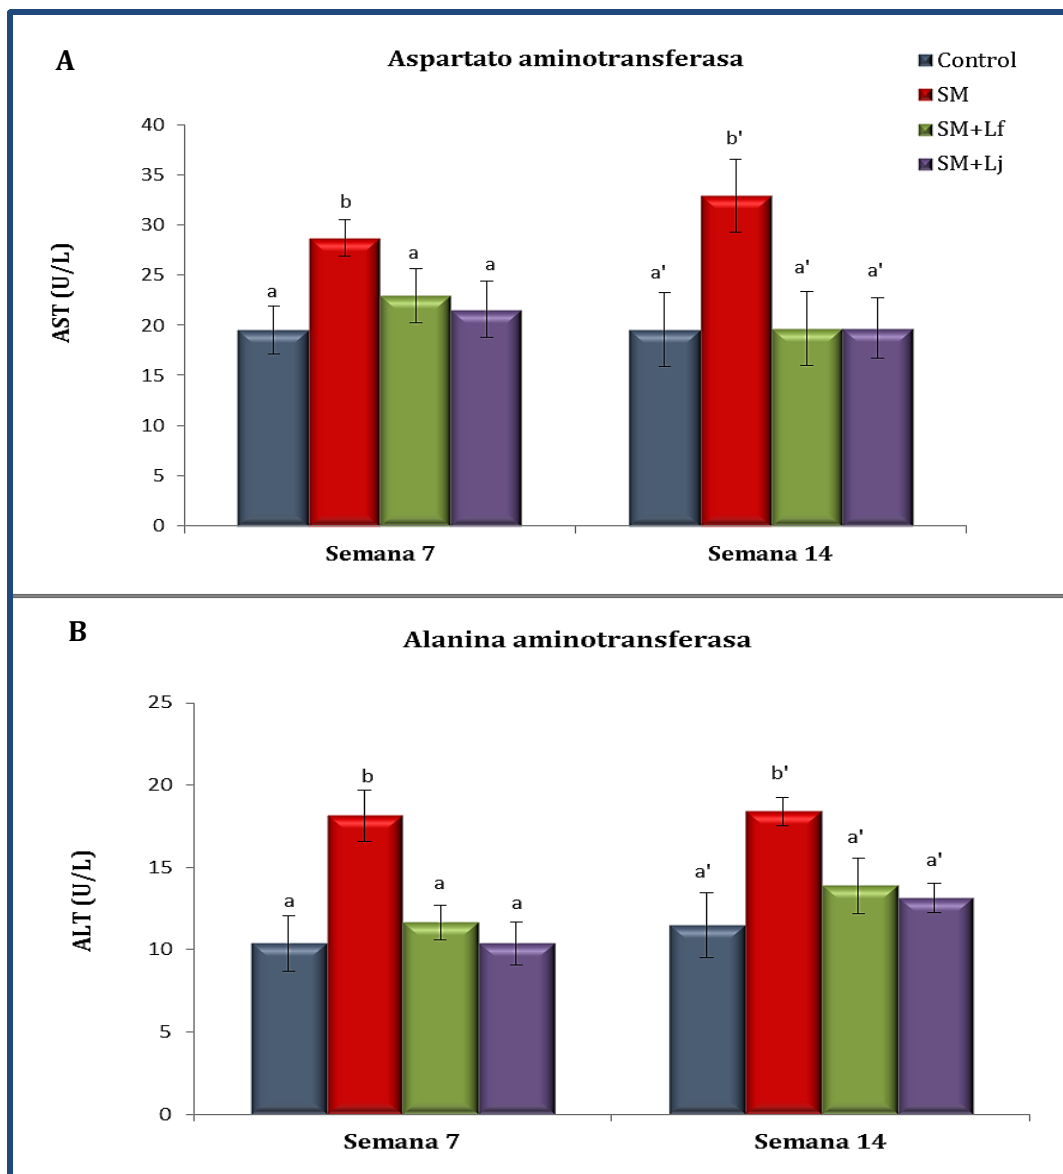 A
Aspartato aminotransferasa
Control
SM
SM+Lf
SM+Lj
AST (U/L)
40
35
30
25
20
15
10
5
0
a
b
a
a
a'
b'
a'
a'
Semana 7
Semana 14
B
Alanina aminotransferasa
ALT (U/L)
25
20
15
10
5
0
a
b
a
a
a'
b'
a'
a'
Semana 7
Semana 14